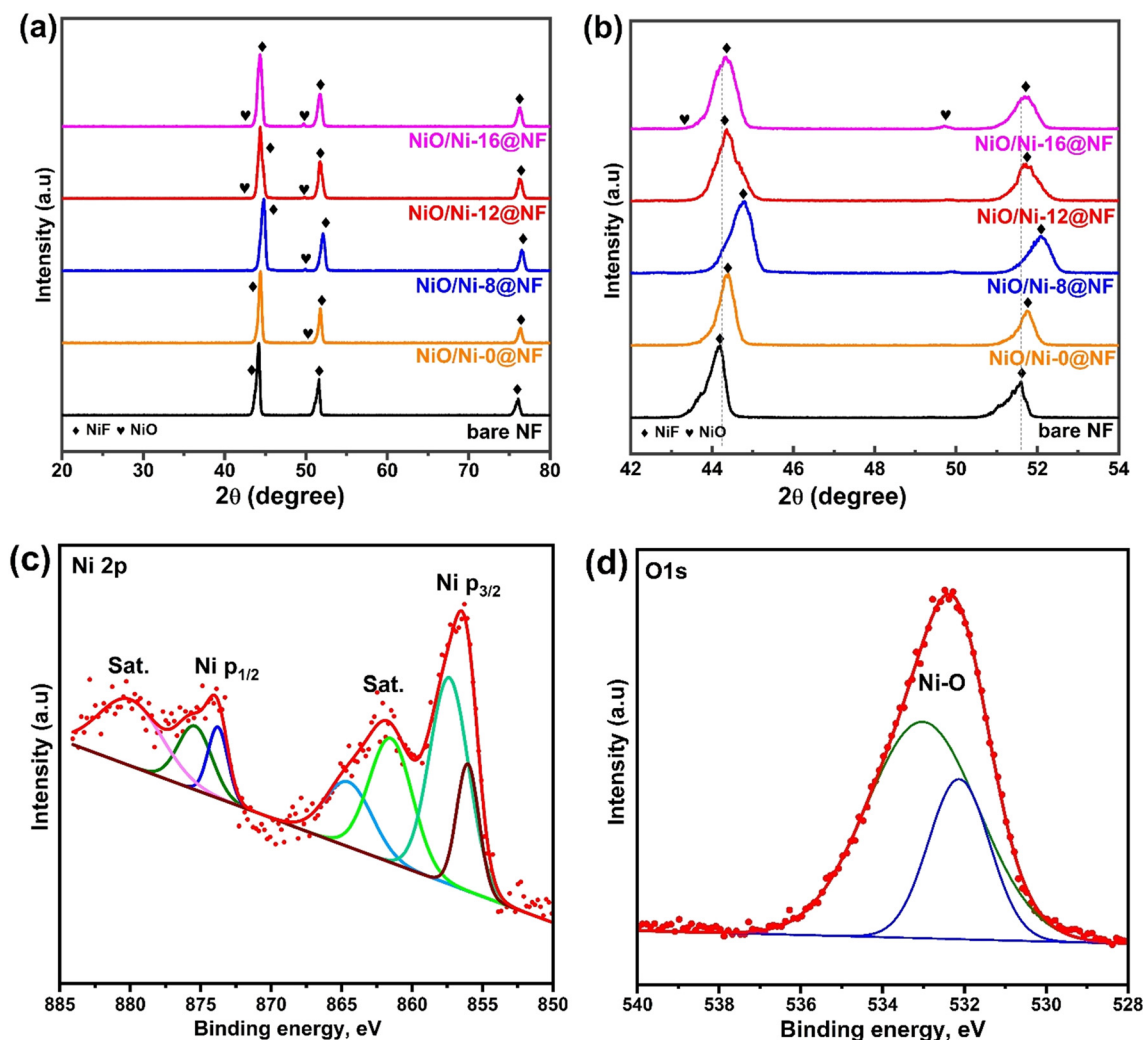 (a)
Intensity (a.u)
NiO/Ni-16@NF
NiO/Ni-12@NF
NiO/Ni-8@NF
NiO/Ni-0@NF
♦ NiF ♥ NiO
bare NF
20 30 40 50 60 70 80
2θ (degree)
(b)
Intensity (a.u)
NiO/Ni-16@NF
NiO/Ni-12@NF
NiO/Ni-8@NF
NiO/Ni-0@NF
♦ NiF ♥ NiO
bare NF
42 44 46 48 50 52 54
2θ (degree)
(c)
Ni 2p
Intensity (a.u)
Ni p3/2
Sat.
Ni p1/2
Sat.
885 880 875 870 865 860 855 850
Binding energy, eV
(d)
O1s
Intensity (a.u)
Ni-O
540 538 536 534 532 530 528
Binding energy, eV